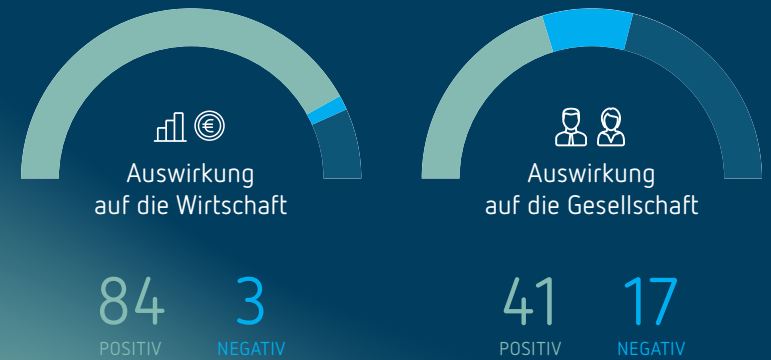 €
Auswirkung
auf die Wirtschaft
84 3
POSITIV NEGATIV
Auswirkung
auf die Gesellschaft
41 17
POSITIV NEGATIV